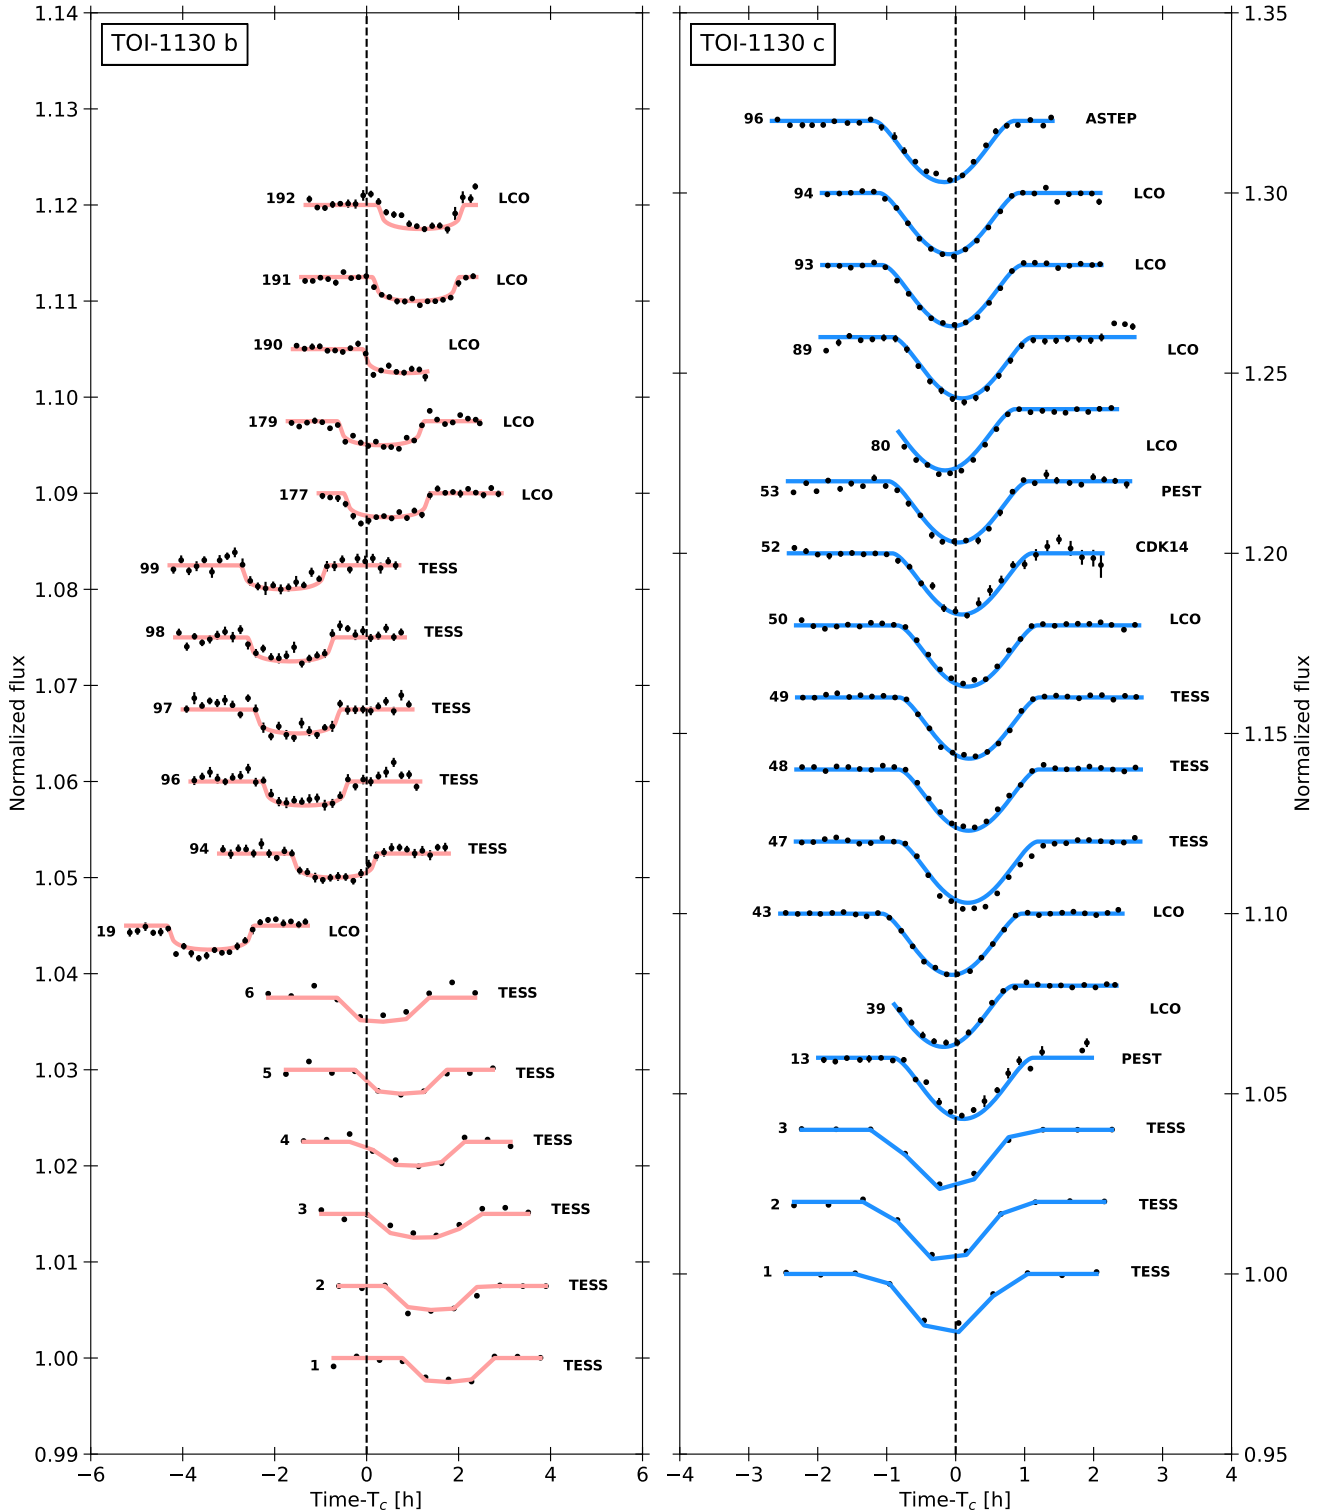 TOI-1130 b
1.14
1.13
1.12
1.11
1.10
1.09
1.08
1.07
1.06
1.05
1.04
1.03
1.02
1.01
1.00
0.99
Normalized flux
192 LCO
191 LCO
190 LCO
179 LCO
177 LCO
99 TESS
98 TESS
97 TESS
96 TESS
94 TESS
19 LCO
6 TESS
5 TESS
4 TESS
3 TESS
2 TESS
1 TESS
−6 −4 −2 0 2 4 6
Time-Tc [h]
TOI-1130 c
96 ASTEP
94 LCO
93 LCO
89 LCO
80 LCO
53 PEST
52 CDK14
50 LCO
49 TESS
48 TESS
47 TESS
43 LCO
39 LCO
13 PEST
3 TESS
2 TESS
1 TESS
−4 −3 −2 −1 0 1 2 3 4
Time-Tc [h]
1.35
1.30
1.25
1.20
1.15
1.10
1.05
1.00
0.95
Normalized flux